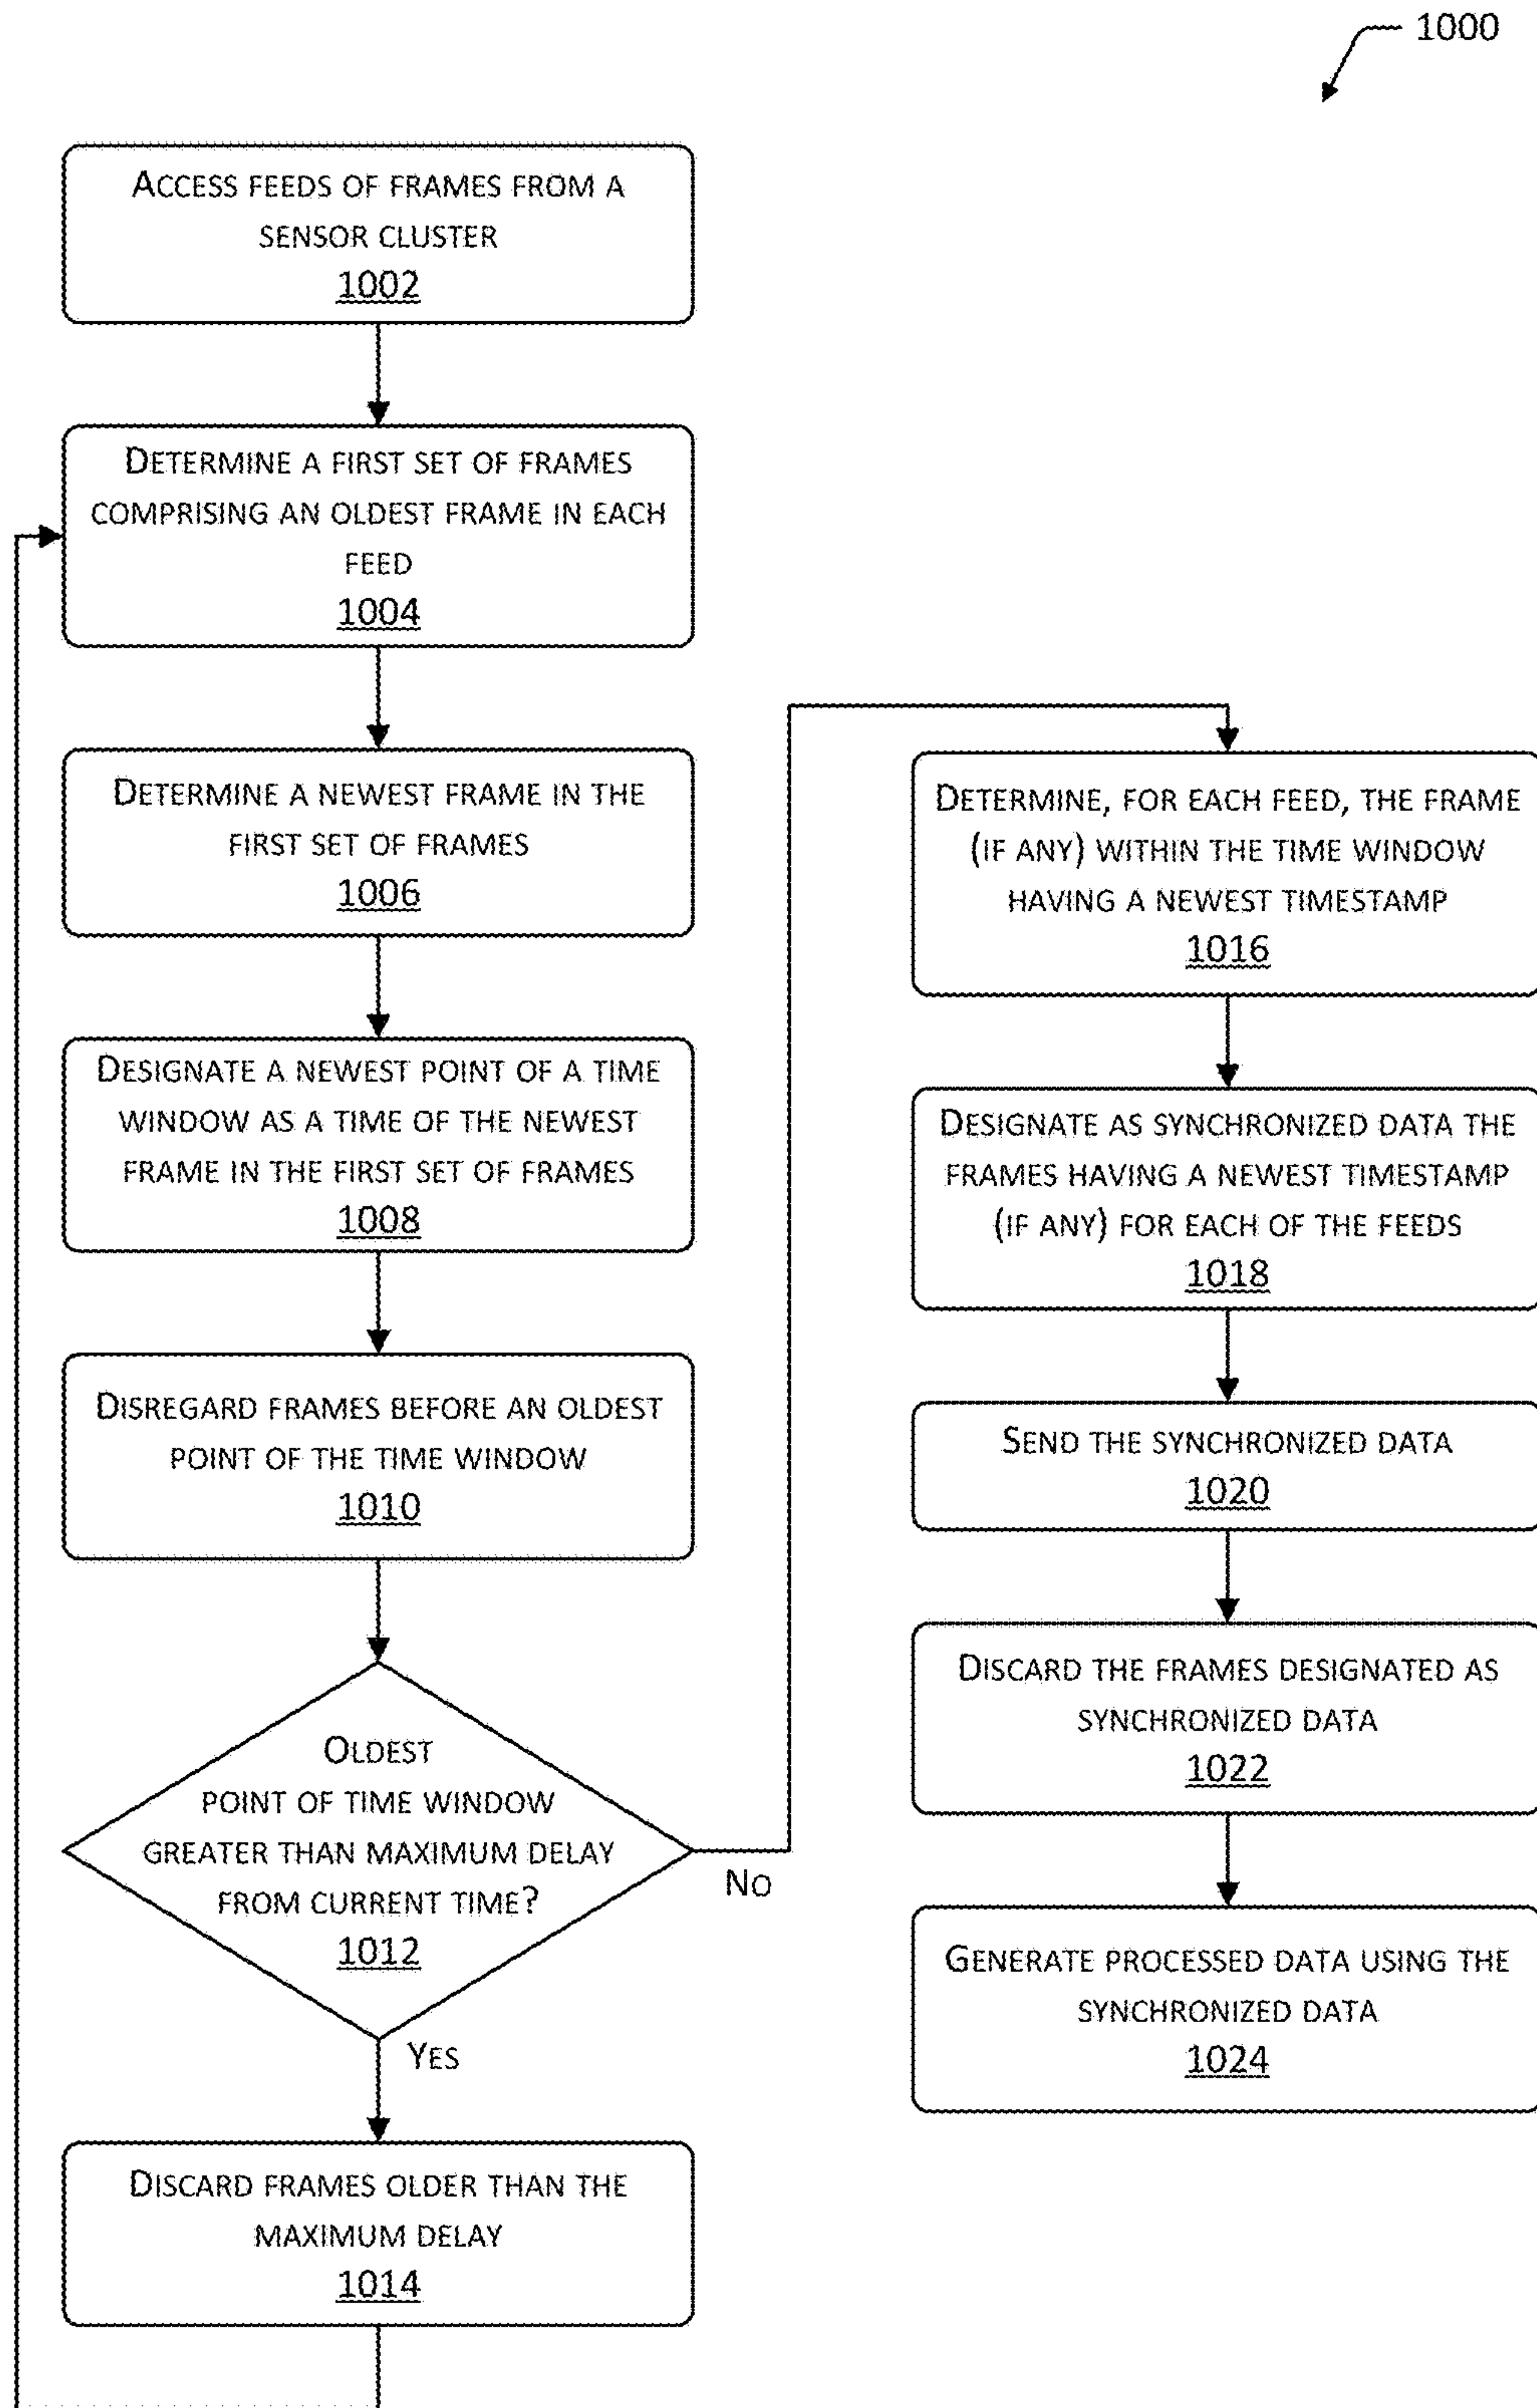 1000
ACCESS FEEDS OF FRAMES FROM A
SENSOR CLUSTER
1002
DETERMINE A FIRST SET OF FRAMES
COMPRISING AN OLDEST FRAME IN EACH
FEED
1004
DETERMINE A NEWEST FRAME IN THE
FIRST SET OF FRAMES
1006
DESIGNATE A NEWEST POINT OF A TIME
WINDOW AS A TIME OF THE NEWEST
FRAME IN THE FIRST SET OF FRAMES
1008
DISREGARD FRAMES BEFORE AN OLDEST
POINT OF THE TIME WINDOW
1010
OLDEST
POINT OF TIME WINDOW
GREATER THAN MAXIMUM DELAY
FROM CURRENT TIME?
1012
NO
YES
DISCARD FRAMES OLDER THAN THE
MAXIMUM DELAY
1014
DETERMINE, FOR EACH FEED, THE FRAME
(IF ANY) WITHIN THE TIME WINDOW
HAVING A NEWEST TIMESTAMP
1016
DESIGNATE AS SYNCHRONIZED DATA THE
FRAMES HAVING A NEWEST TIMESTAMP
(IF ANY) FOR EACH OF THE FEEDS
1018
SEND THE SYNCHRONIZED DATA
1020
DISCARD THE FRAMES DESIGNATED AS
SYNCHRONIZED DATA
1022
GENERATE PROCESSED DATA USING THE
SYNCHRONIZED DATA
1024